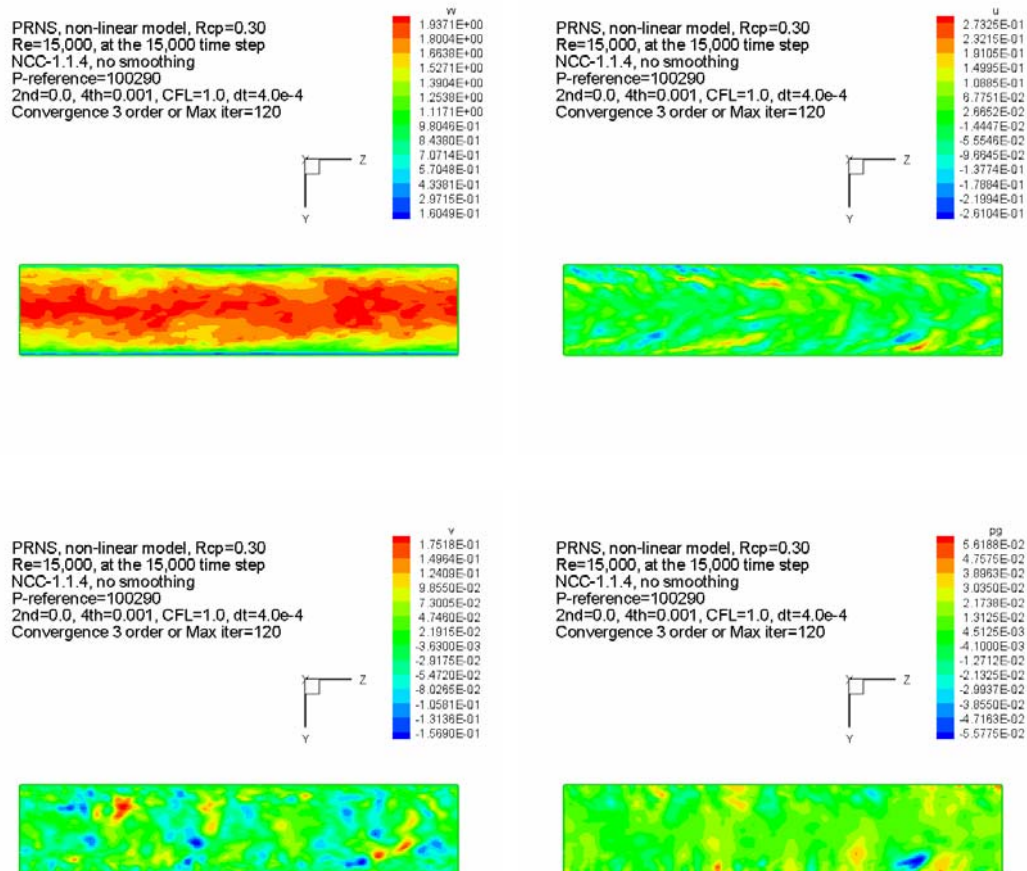 w
PRNS, non-linear model, Rcp=0.30
Re=15,000, at the 15,000 time step
NCC-1.1.4, no smoothing
P-reference=100290
2nd=0.0, 4th=0.001, CFL=1.0, dt=4.0e-4
Convergence 3 order or Max iter=120
1.9371E+00
1.8004E+00
1.6638E+00
1.5271E+00
1.3904E+00
1.2538E+00
1.1171E+00
9.8046E-01
8.4380E-01
7.0714E-01
5.7048E-01
4.3381E-01
2.9715E-01
1.6049E-01
X
Z
Y
u
PRNS, non-linear model, Rcp=0.30
Re=15,000, at the 15,000 time step
NCC-1.1.4, no smoothing
P-reference=100290
2nd=0.0, 4th=0.001, CFL=1.0, dt=4.0e-4
Convergence 3 order or Max iter=120
2.7325E-01
2.3215E-01
1.9105E-01
1.4995E-01
1.0885E-01
6.7751E-02
2.6652E-02
-1.4447E-02
-5.5546E-02
-9.6645E-02
-1.3774E-01
-1.7884E-01
-2.1994E-01
-2.6104E-01
X
Z
Y
v
PRNS, non-linear model, Rcp=0.30
Re=15,000, at the 15,000 time step
NCC-1.1.4, no smoothing
P-reference=100290
2nd=0.0, 4th=0.001, CFL=1.0, dt=4.0e-4
Convergence 3 order or Max iter=120
1.7518E-01
1.4964E-01
1.2409E-01
9.8550E-02
7.3005E-02
4.7460E-02
2.1915E-02
-3.6300E-03
-2.9175E-02
-5.4720E-02
-8.0265E-02
-1.0581E-01
-1.3136E-01
-1.5690E-01
X
Z
Y
pg
PRNS, non-linear model, Rcp=0.30
Re=15,000, at the 15,000 time step
NCC-1.1.4, no smoothing
P-reference=100290
2nd=0.0, 4th=0.001, CFL=1.0, dt=4.0e-4
Convergence 3 order or Max iter=120
5.6188E-02
4.7575E-02
3.8963E-02
3.0350E-02
2.1738E-02
1.3125E-02
4.5125E-03
-4.1000E-03
-1.2712E-02
-2.1325E-02
-2.9937E-02
-3.8550E-02
-4.7163E-02
-5.5775E-02
X
Z
Y